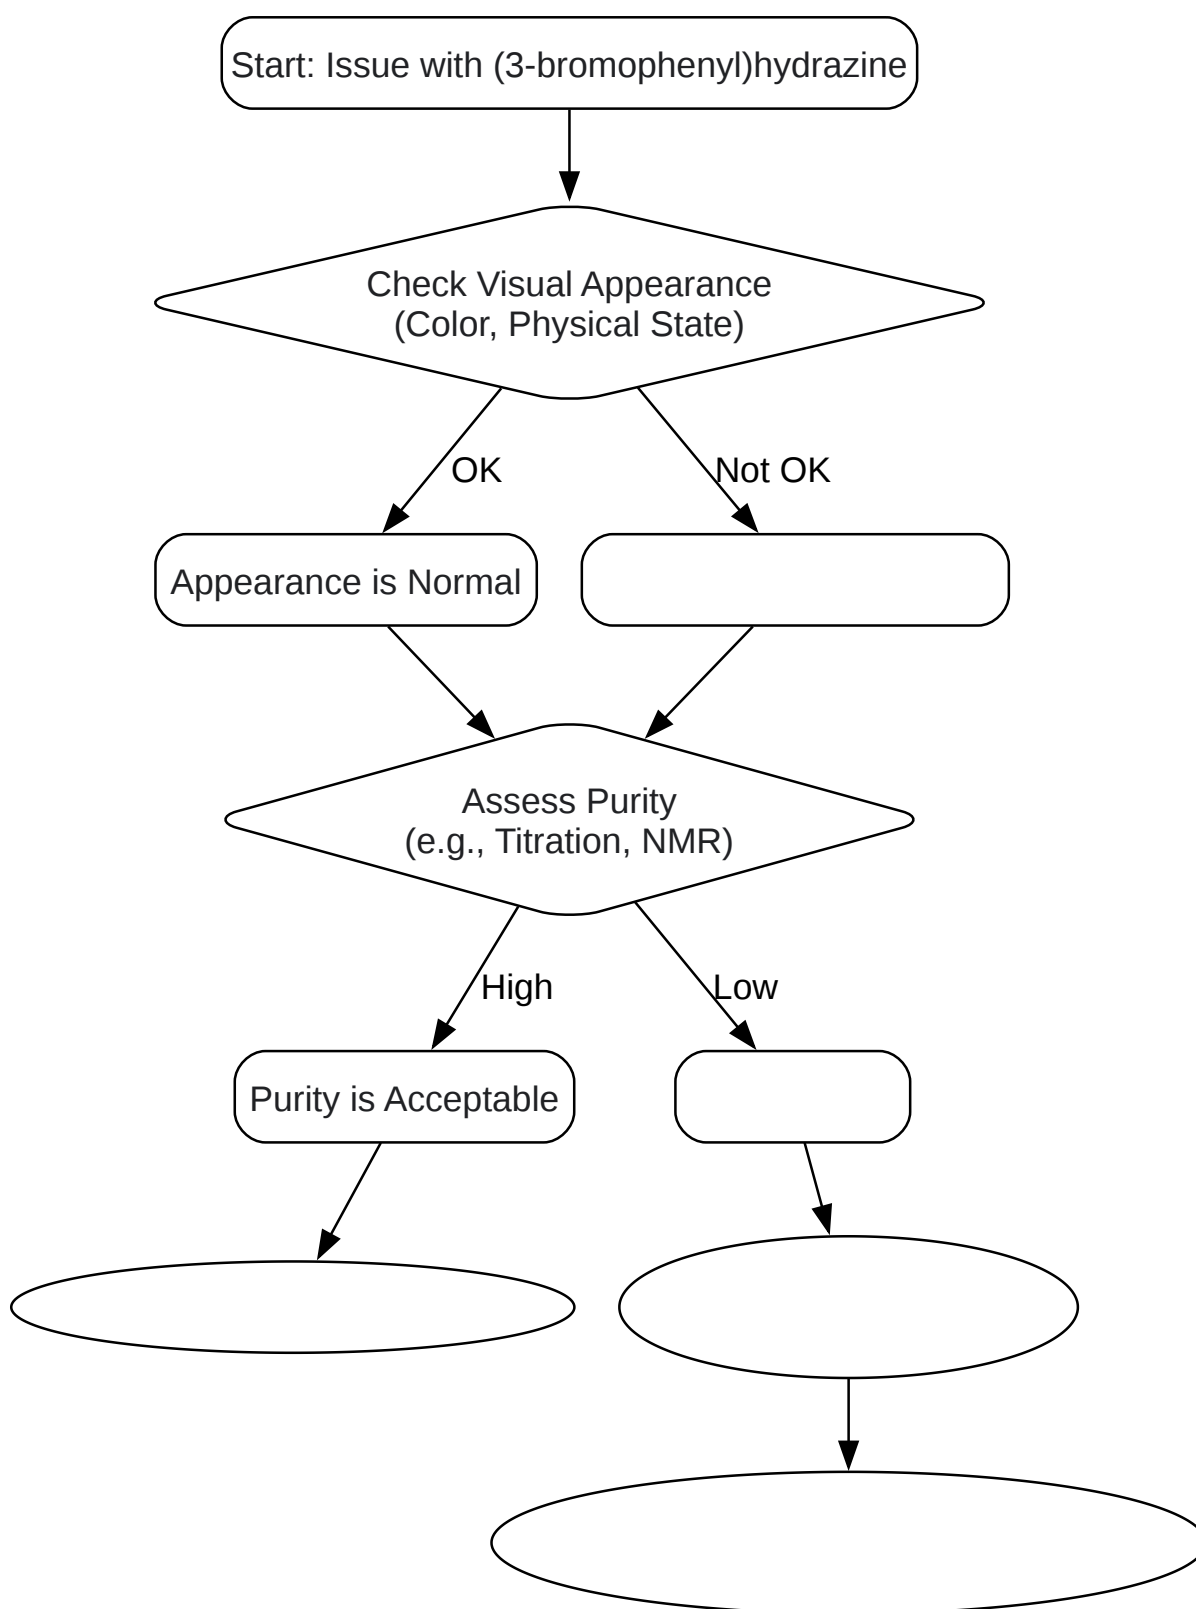 Start: Issue with (3-bromophenyl)hydrazine
Check Visual Appearance
(Color, Physical State)
OK
Not OK
Appearance is Normal
Assess Purity
(e.g., Titration, NMR)
High
Low
Purity is Acceptable